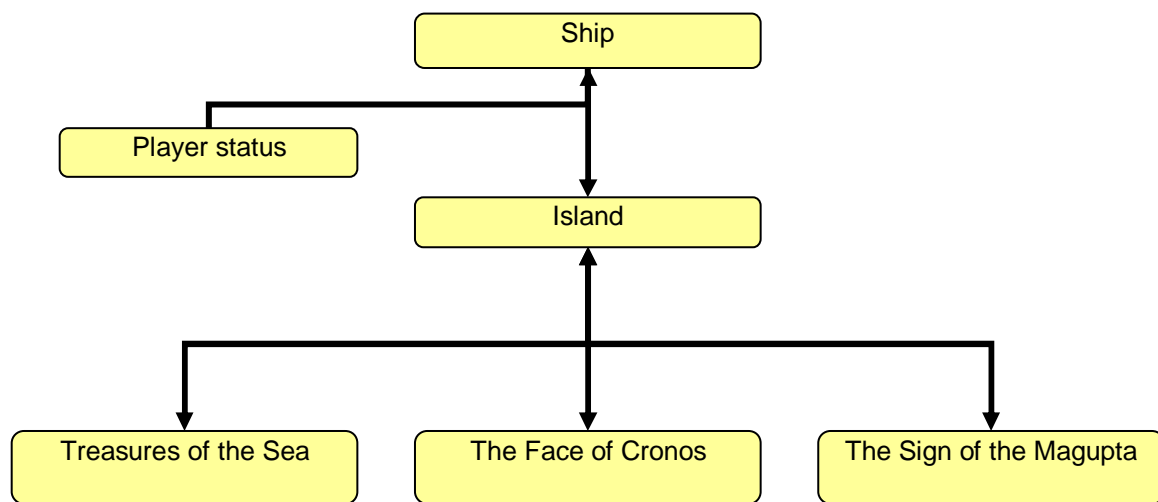 Ship
Player status
Island
Treasures of the Sea
The Face of Cronos
The Sign of the Magupta